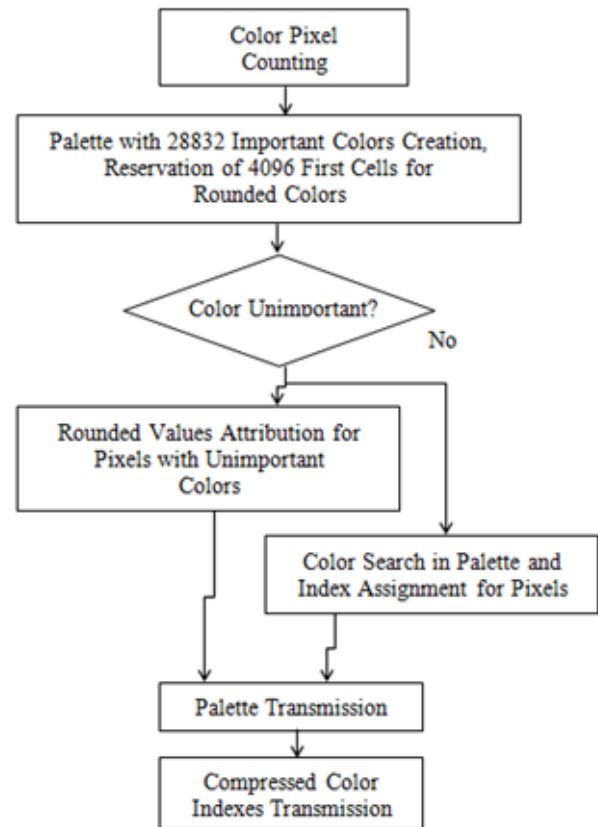 Color Pixel
Counting
Palette with 28832 Important Colors Creation,
Reservation of 4096 First Cells for
Rounded Colors
Color Unimportant?
No
Rounded Values Attribution for
Pixels with Unimportant
Colors
Color Search in Palette and
Index Assignment for Pixels
Palette Transmission
Compressed Color
Indexes Transmission